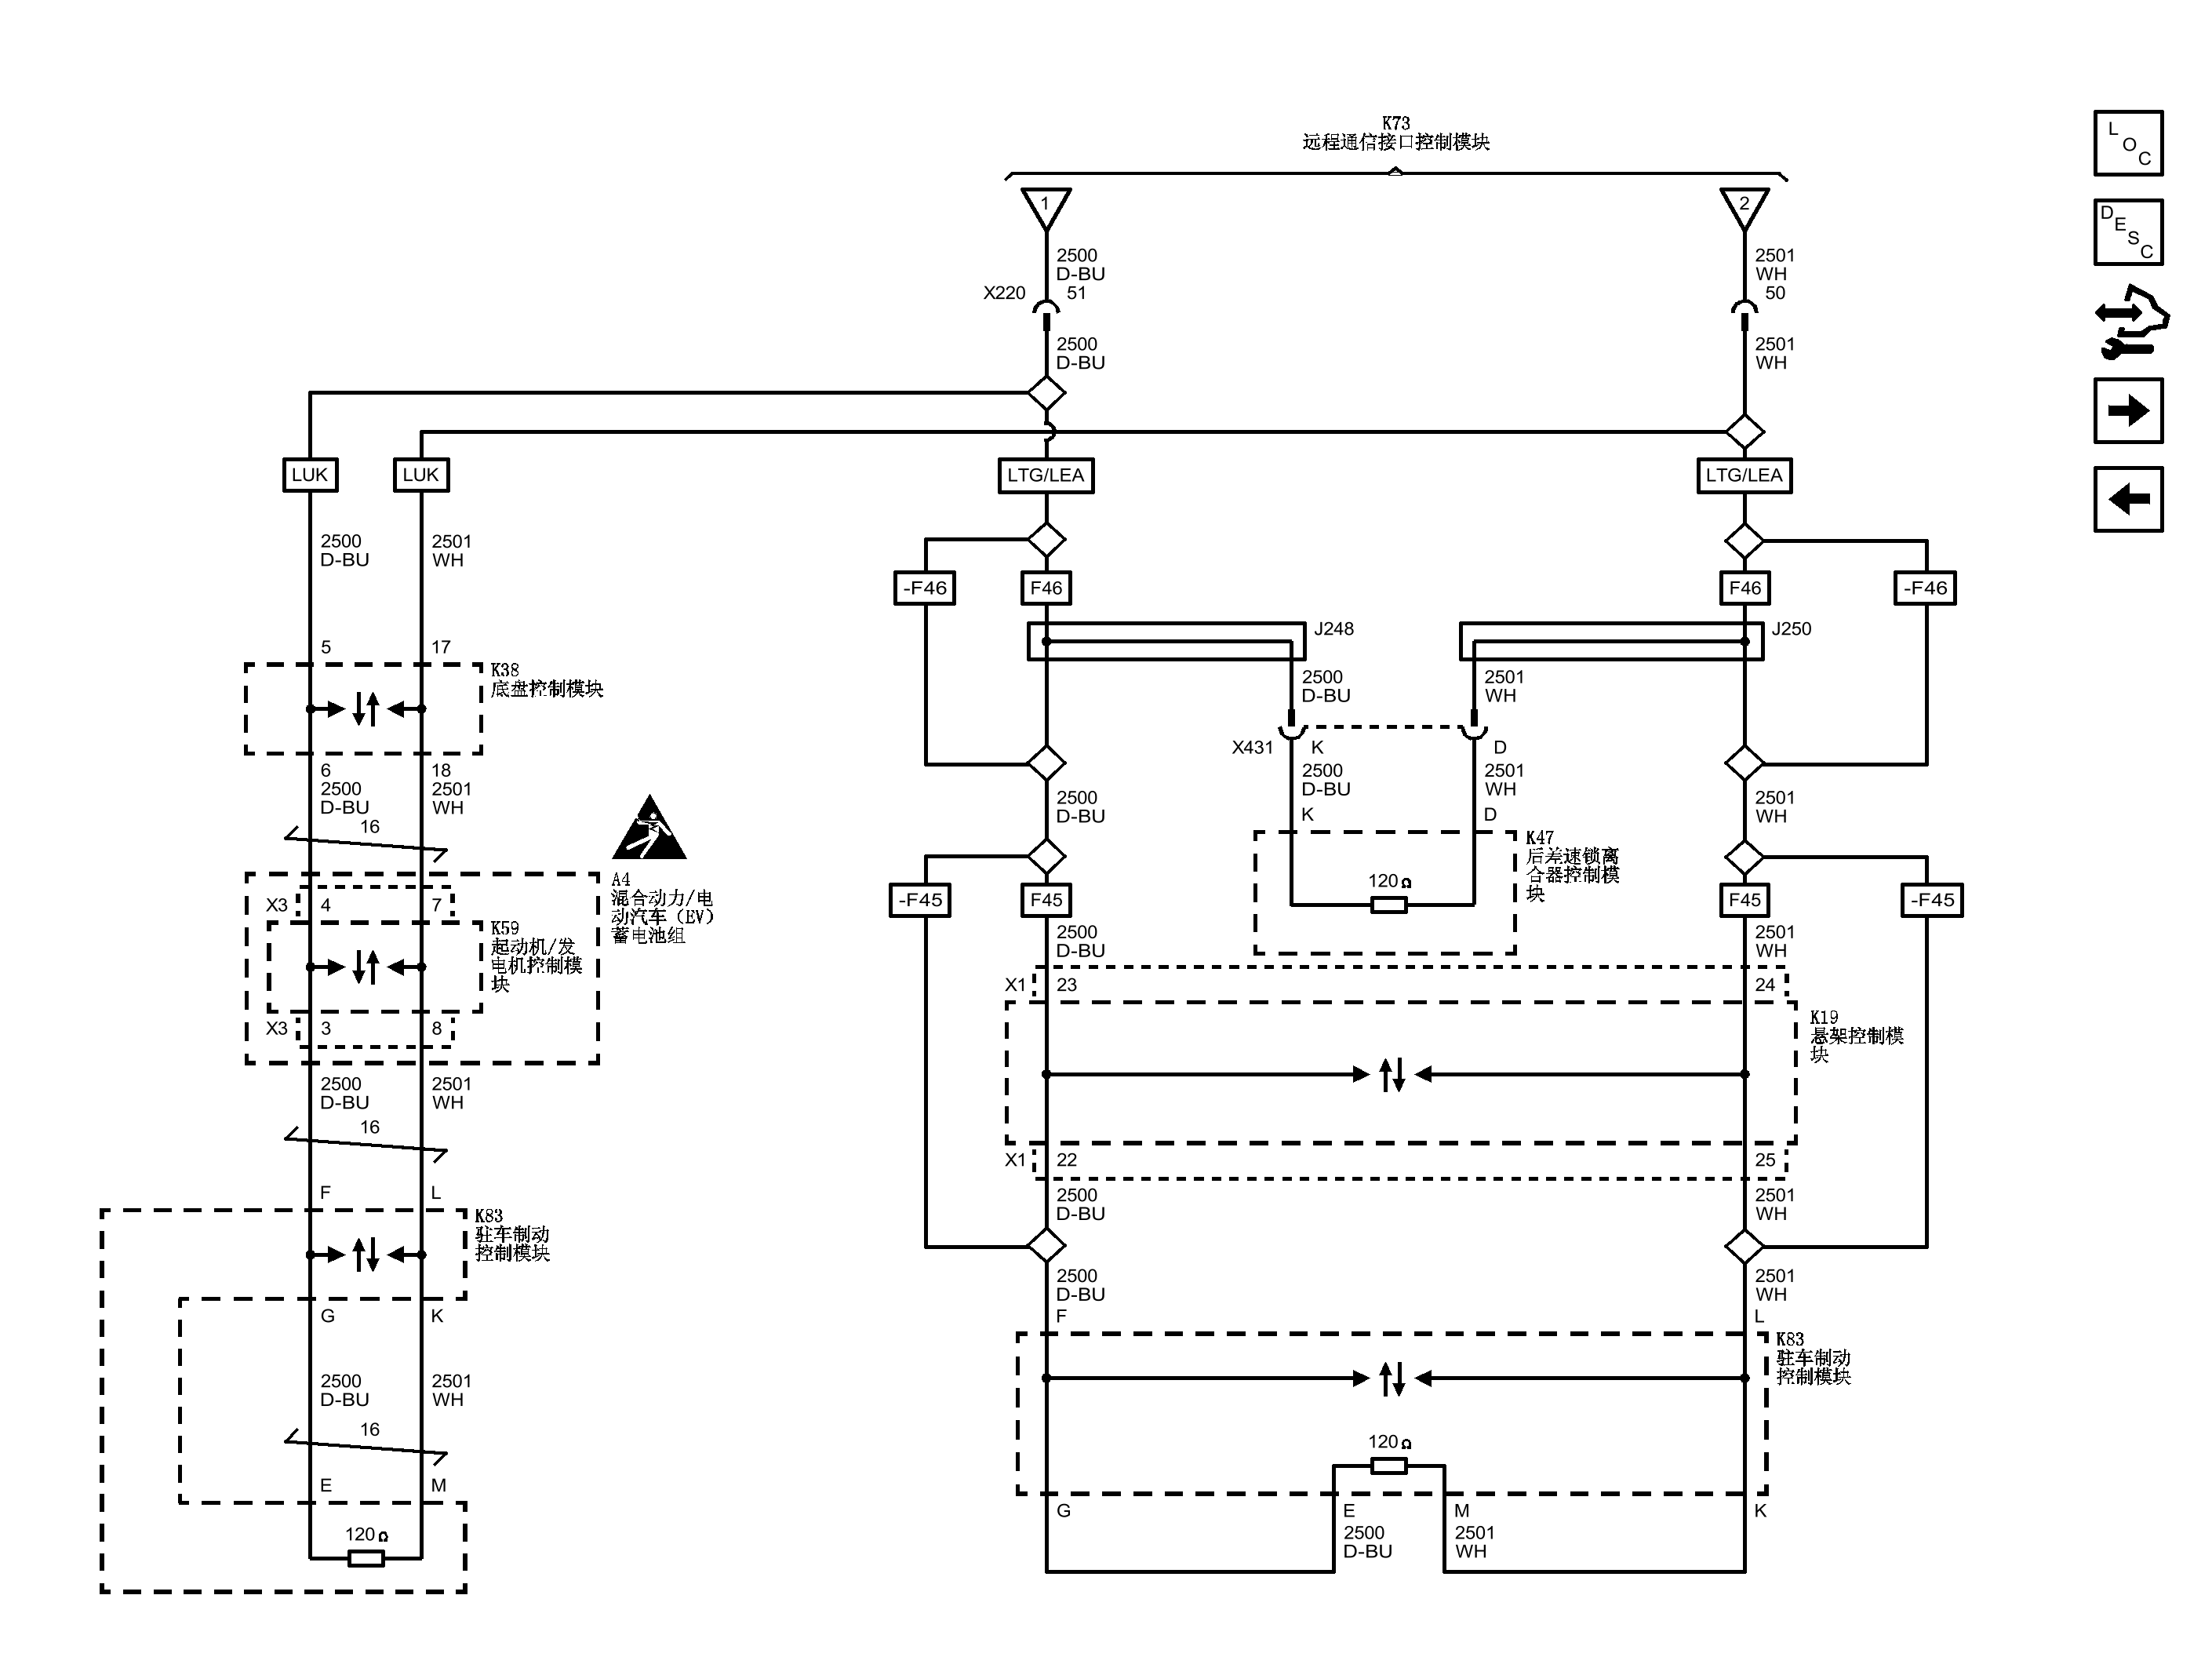 K73
远程通信接口控制模块
L
O
C
D
E
S
C
1
2
2500
D-BU
2501
WH
X220
51
50
2500
D-BU
2501
WH
LUK
LUK
LTG/LEA
LTG/LEA
2500
D-BU
2501
WH
-F46
F46
F46
-F46
J248
J250
5
17
K38
底盘控制模块
2500
D-BU
2501
WH
X431
K
D
6
18
2500
D-BU
2501
WH
2500
D-BU
2501
WH
2500
D-BU
2501
WH
K
D
16
K47
后差速锁离
合器控制模
块
120Ω
A4
混合动力/电
动汽车（EV）
蓄电池组
-F45
F45
F45
-F45
X3
4
7
K59
起动机/发
电机控制模
块
2500
D-BU
2501
WH
X1
23
24
X3
3
8
K19
悬架控制模
块
2500
D-BU
2501
WH
16
X1
22
25
F
L
2500
D-BU
2501
WH
K83
驻车制动
控制模块
2500
D-BU
2501
WH
G
K
F
L
K83
驻车制动
控制模块
2500
D-BU
2501
WH
16
120Ω
E
M
G
E
M
K
120Ω
2500
D-BU
2501
WH